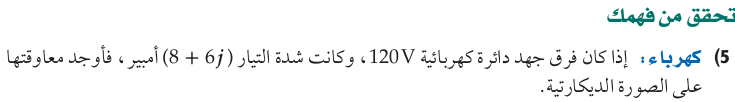 تحقق من فهمك
5) كهرباء: إذا كان فرق جهد دائرة كهربائية 120V، وكانت شدة التيار (8 + 6j) أمبير، فأوجد معاوقتها
على الصورة الديكارتية.